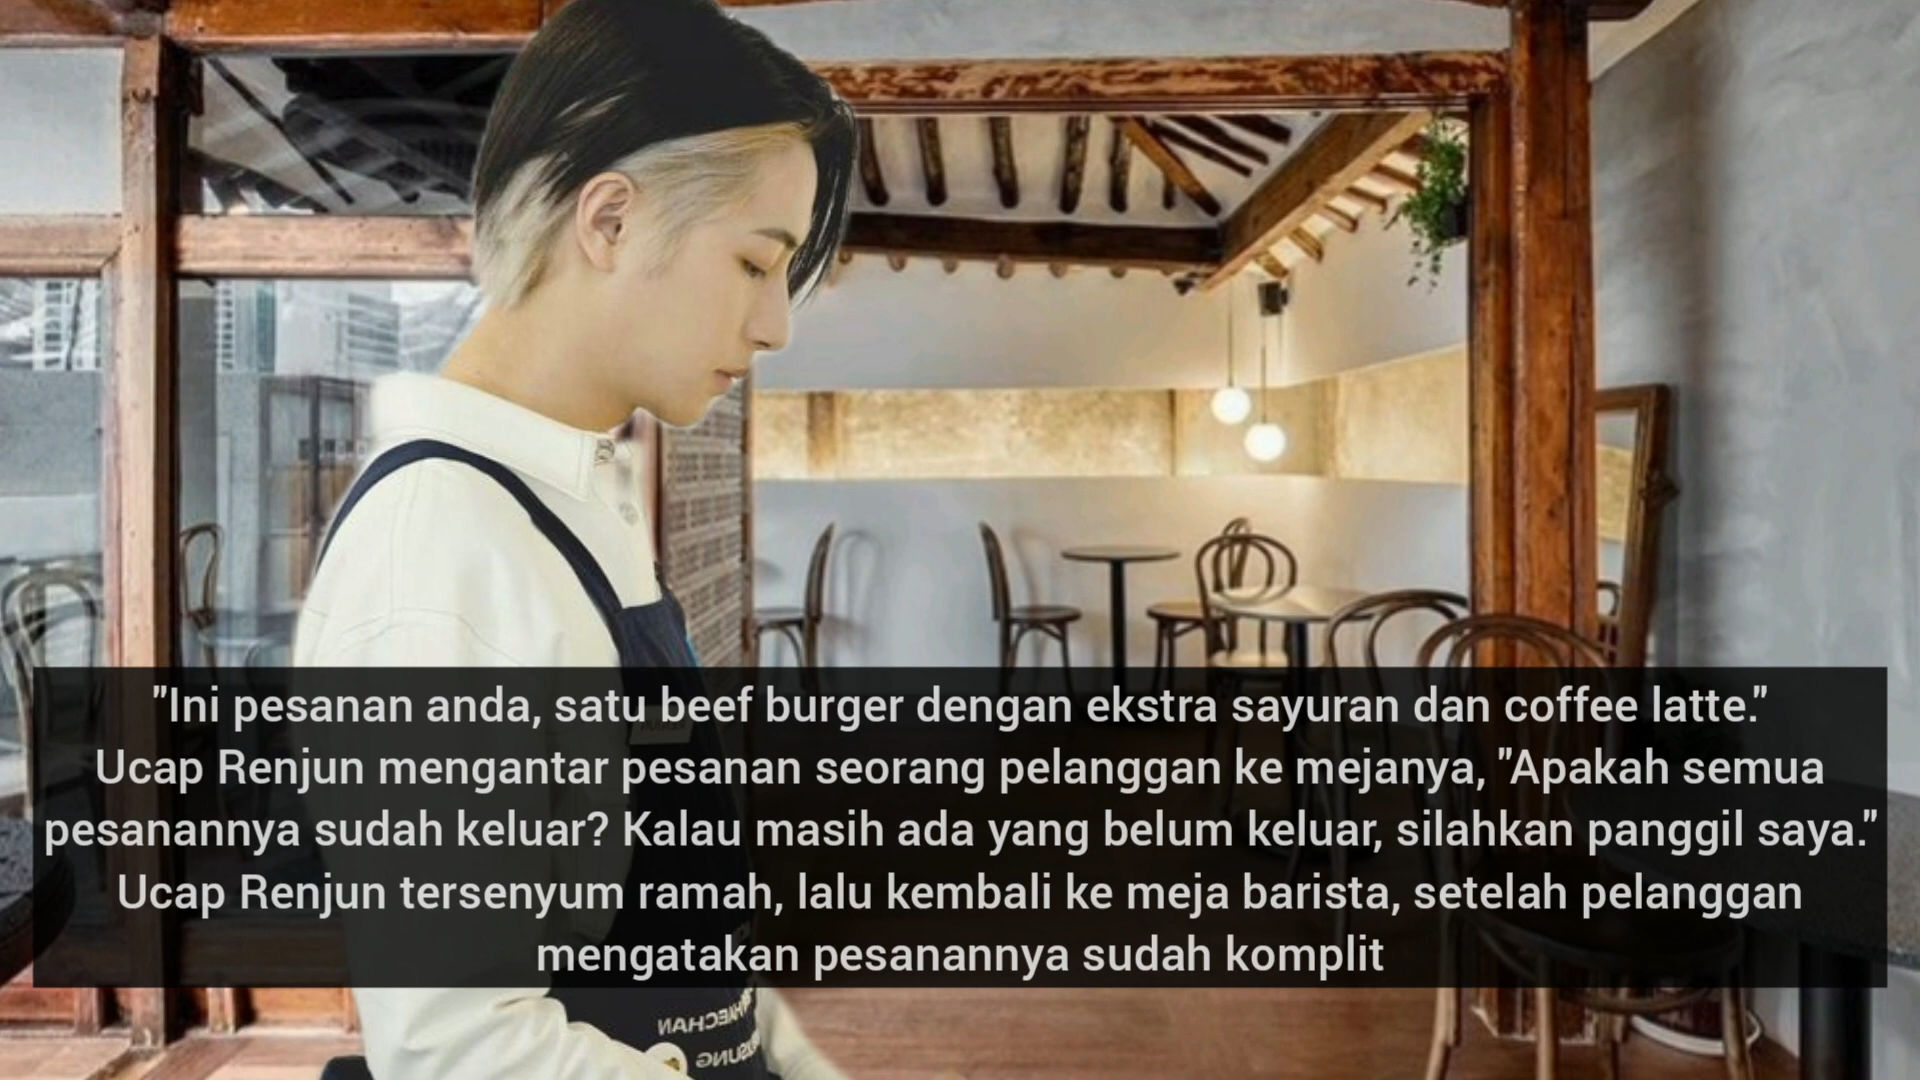 "Ini pesanan anda, satu beef burger dengan ekstra sayuran dan coffee latte."
Ucap Renjun mengantar pesanan seorang pelanggan ke mejanya, "Apakah semua
pesanannya sudah keluar? Kalau masih ada yang belum keluar, silahkan panggil saya."
Ucap Renjun tersenyum ramah, lalu kembali ke meja barista, setelah pelanggan
mengatakan pesanannya sudah komplit
HAECHAN